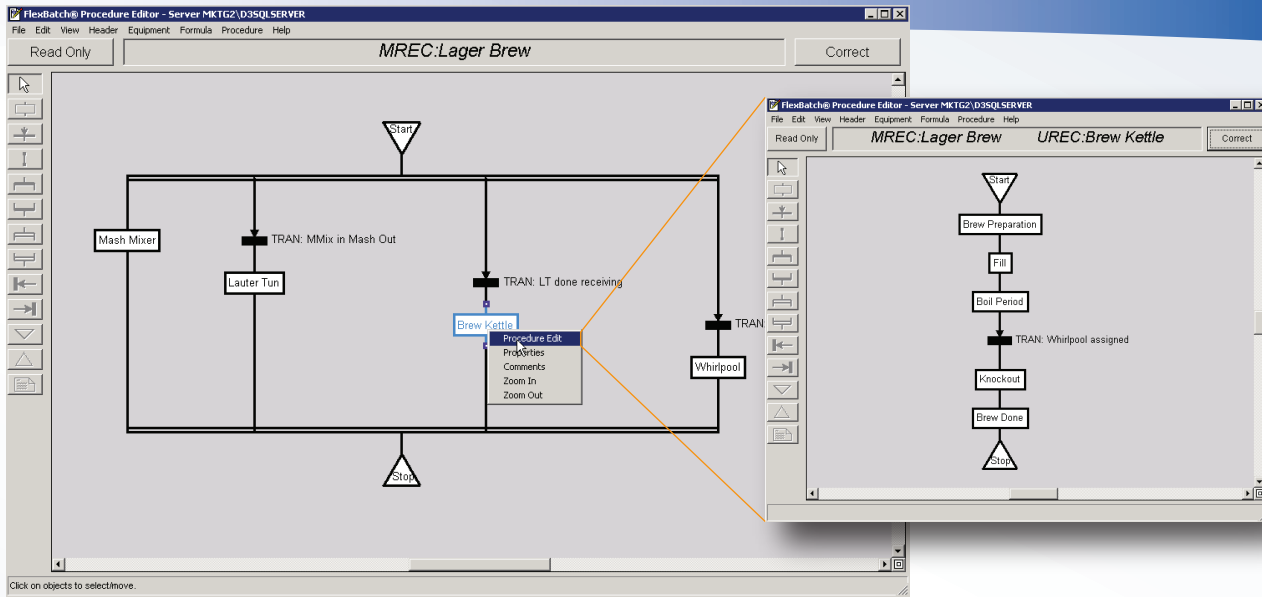 FlexBatch® Procedure Editor - Server MKTG2\D3SQLSERVER
File Edit View Header Equipment Formula Procedure Help
Read Only
MREC:Lager Brew
Correct
Start
Mash Mixer
TRAN: MMix in Mash Out
Lauter Tun
TRAN: LT done receiving
Brew Kettle
Procedure Edit
Properties
Comments
Zoom In
Zoom Out
TRAN
Whirlpool
Stop
Click on objects to select/move.
FlexBatch® Procedure Editor - Server MKTG2\D3SQLSERVER
File Edit View Header Equipment Formula Procedure Help
Read Only
MREC:Lager Brew UREC:Brew Kettle
Correct
Start
Brew Preparation
Fill
Boil Period
TRAN: Whirlpool assigned
Knockout
Brew Done
Stop